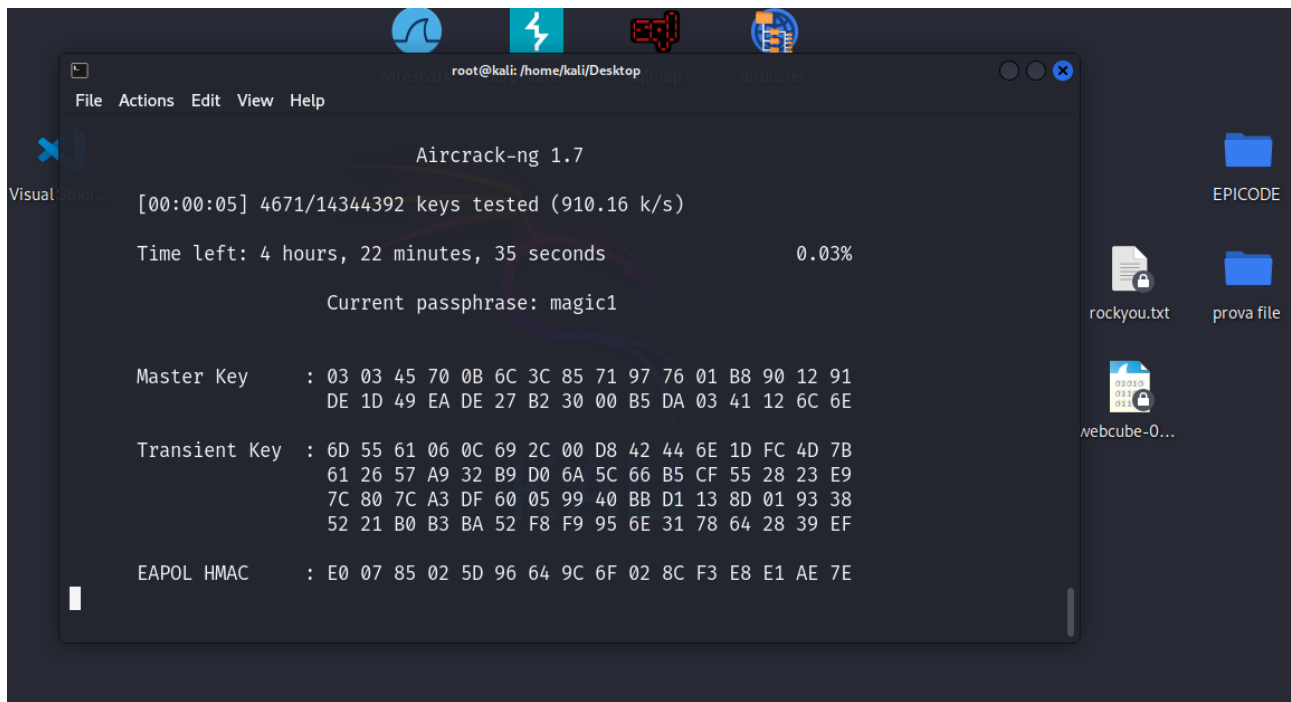 wireshark
sqlmap
dirbuster
root@kali: /home/kali/Desktop
File Actions Edit View Help
Aircrack-ng 1.7
[00:00:05] 4671/14344392 keys tested (910.16 k/s)
Time left: 4 hours, 22 minutes, 35 seconds 0.03%
Current passphrase: magic1
Master Key : 03 03 45 70 0B 6C 3C 85 71 97 76 01 B8 90 12 91
DE 1D 49 EA DE 27 B2 30 00 B5 DA 03 41 12 6C 6E
Transient Key : 6D 55 61 06 0C 69 2C 00 D8 42 44 6E 1D FC 4D 7B
61 26 57 A9 32 B9 D0 6A 5C 66 B5 CF 55 28 23 E9
7C 80 7C A3 DF 60 05 99 40 BB D1 13 8D 01 93 38
52 21 B0 B3 BA 52 F8 F9 95 6E 31 78 64 28 39 EF
EAPOL HMAC : E0 07 85 02 5D 96 64 9C 6F 02 8C F3 E8 E1 AE 7E
Visual Studi...
EPICODE
rockyou.txt
prova file
webcube-0...